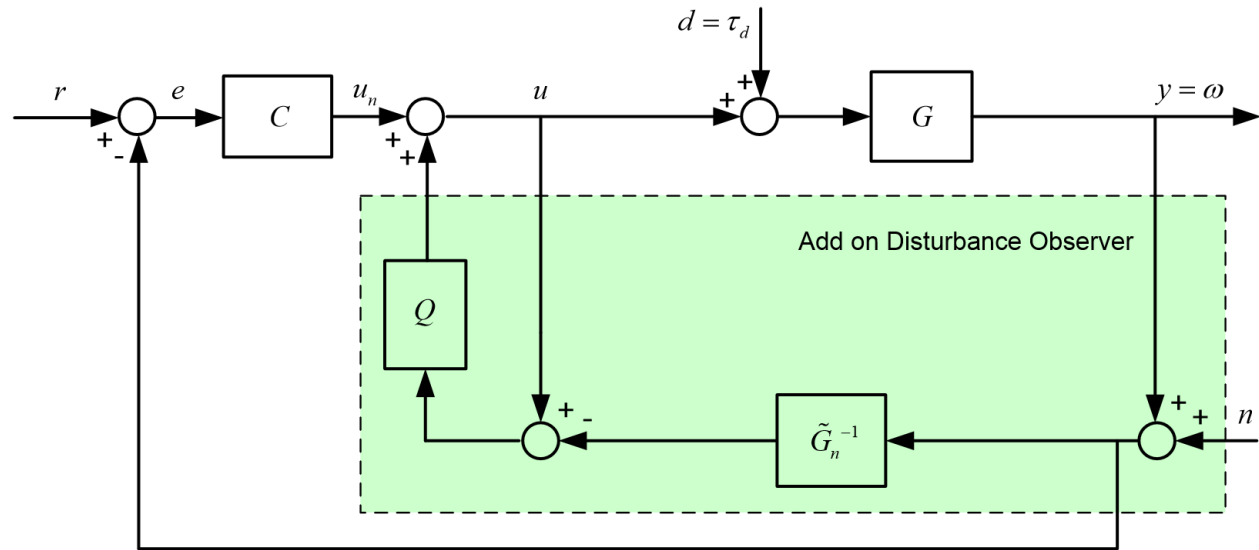 d = τ_d
r
e
C
u_n
u
G
y = ω
+
-
+
+
+
+
Add on Disturbance Observer
Q
+
-
G̃_n^{-1}
+
+
n